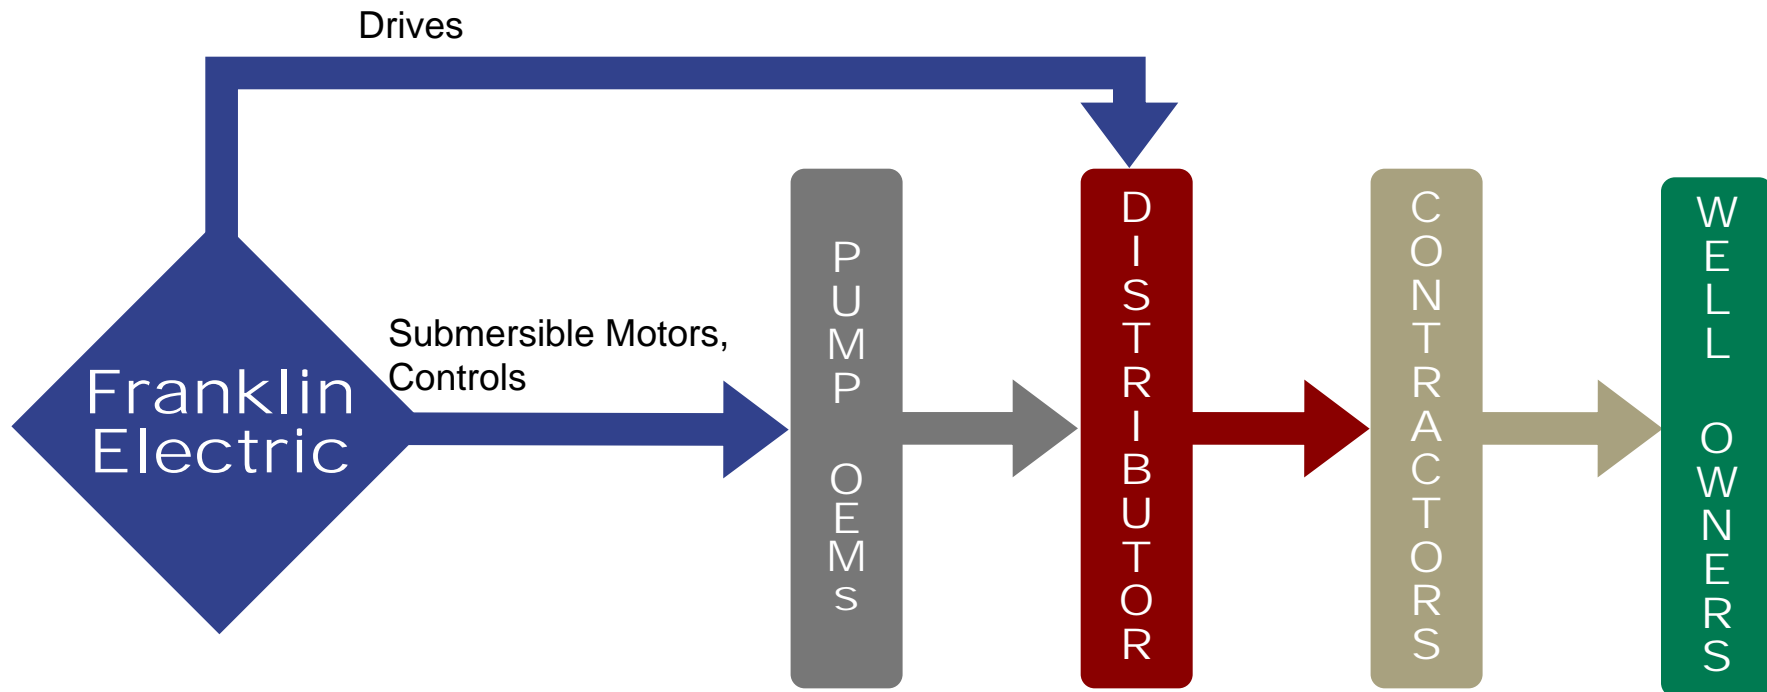 Drives
Submersible Motors,
Controls
Franklin
Electric
PUMP OEMs
DISTRIBUTOR
CONTRACTORS
WELL OWNERS